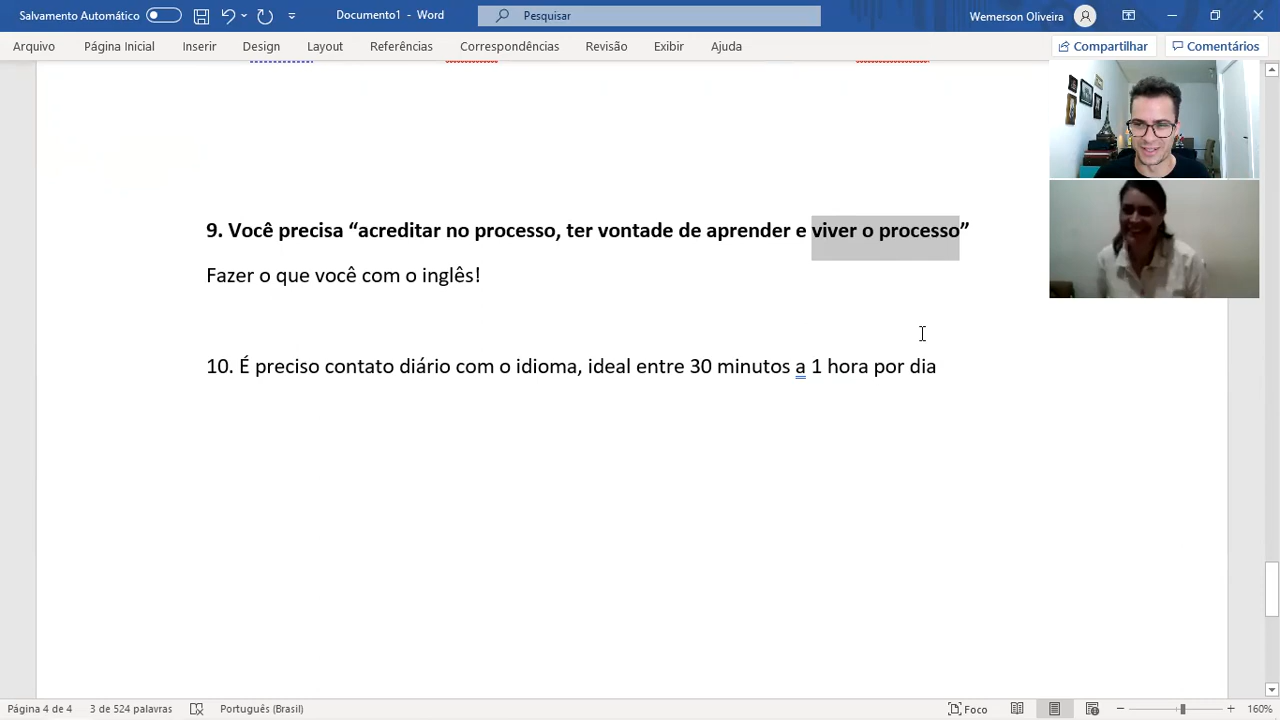 Salvamento Automático
Documento1 - Word
Pesquisar
Wemerson Oliveira
Arquivo
Página Inicial
Inserir
Design
Layout
Referências
Correspondências
Revisão
Exibir
Ajuda
Compartilhar
Comentários
9. Você precisa “acreditar no processo, ter vontade de aprender e viver o processo”
Fazer o que você com o inglês!
10. É preciso contato diário com o idioma, ideal entre 30 minutos a 1 hora por dia
Página 4 de 4
3 de 524 palavras
Português (Brasil)
Foco
160%